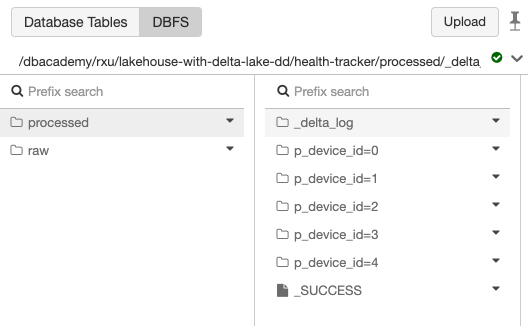 Database Tables DBFS Upload
/dbacademy/rxu/lakehouse-with-delta-lake-dd/health-tracker/processed/_delta_
Prefix search
processed
raw
Prefix search
_delta_log
p_device_id=0
p_device_id=1
p_device_id=2
p_device_id=3
p_device_id=4
_SUCCESS